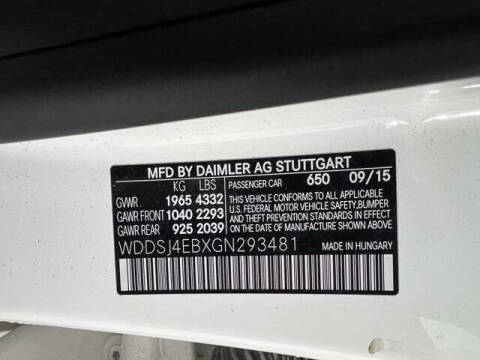 MFD BY DAIMLER AG STUTTGART
KG LBS PASSENGER CAR 650 09/15
GVWR 1965 4332 THIS VEHICLE CONFORMS TO ALL APPLICABLE
GAWR FRONT 1040 2293 U.S. FEDERAL MOTOR VEHICLE SAFETY, BUMPER
GAWR REAR 925 2039 AND THEFT PREVENTION STANDARDS IN EFFECT
ON THE DATE OF MANUFACTURE SHOWN ABOVE.
WDDSJ4EBXGN293481 MADE IN HUNGARY